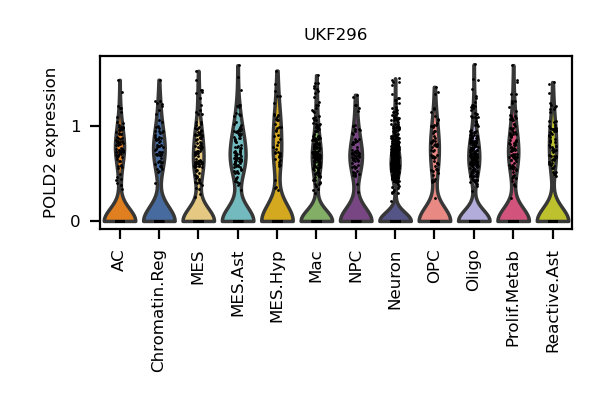 UKF296
POLD2 expression
1
0
AC
Chromatin.Reg
MES
MES.Ast
MES.Hyp
Mac
NPC
Neuron
OPC
Oligo
Prolif.Metab
Reactive.Ast